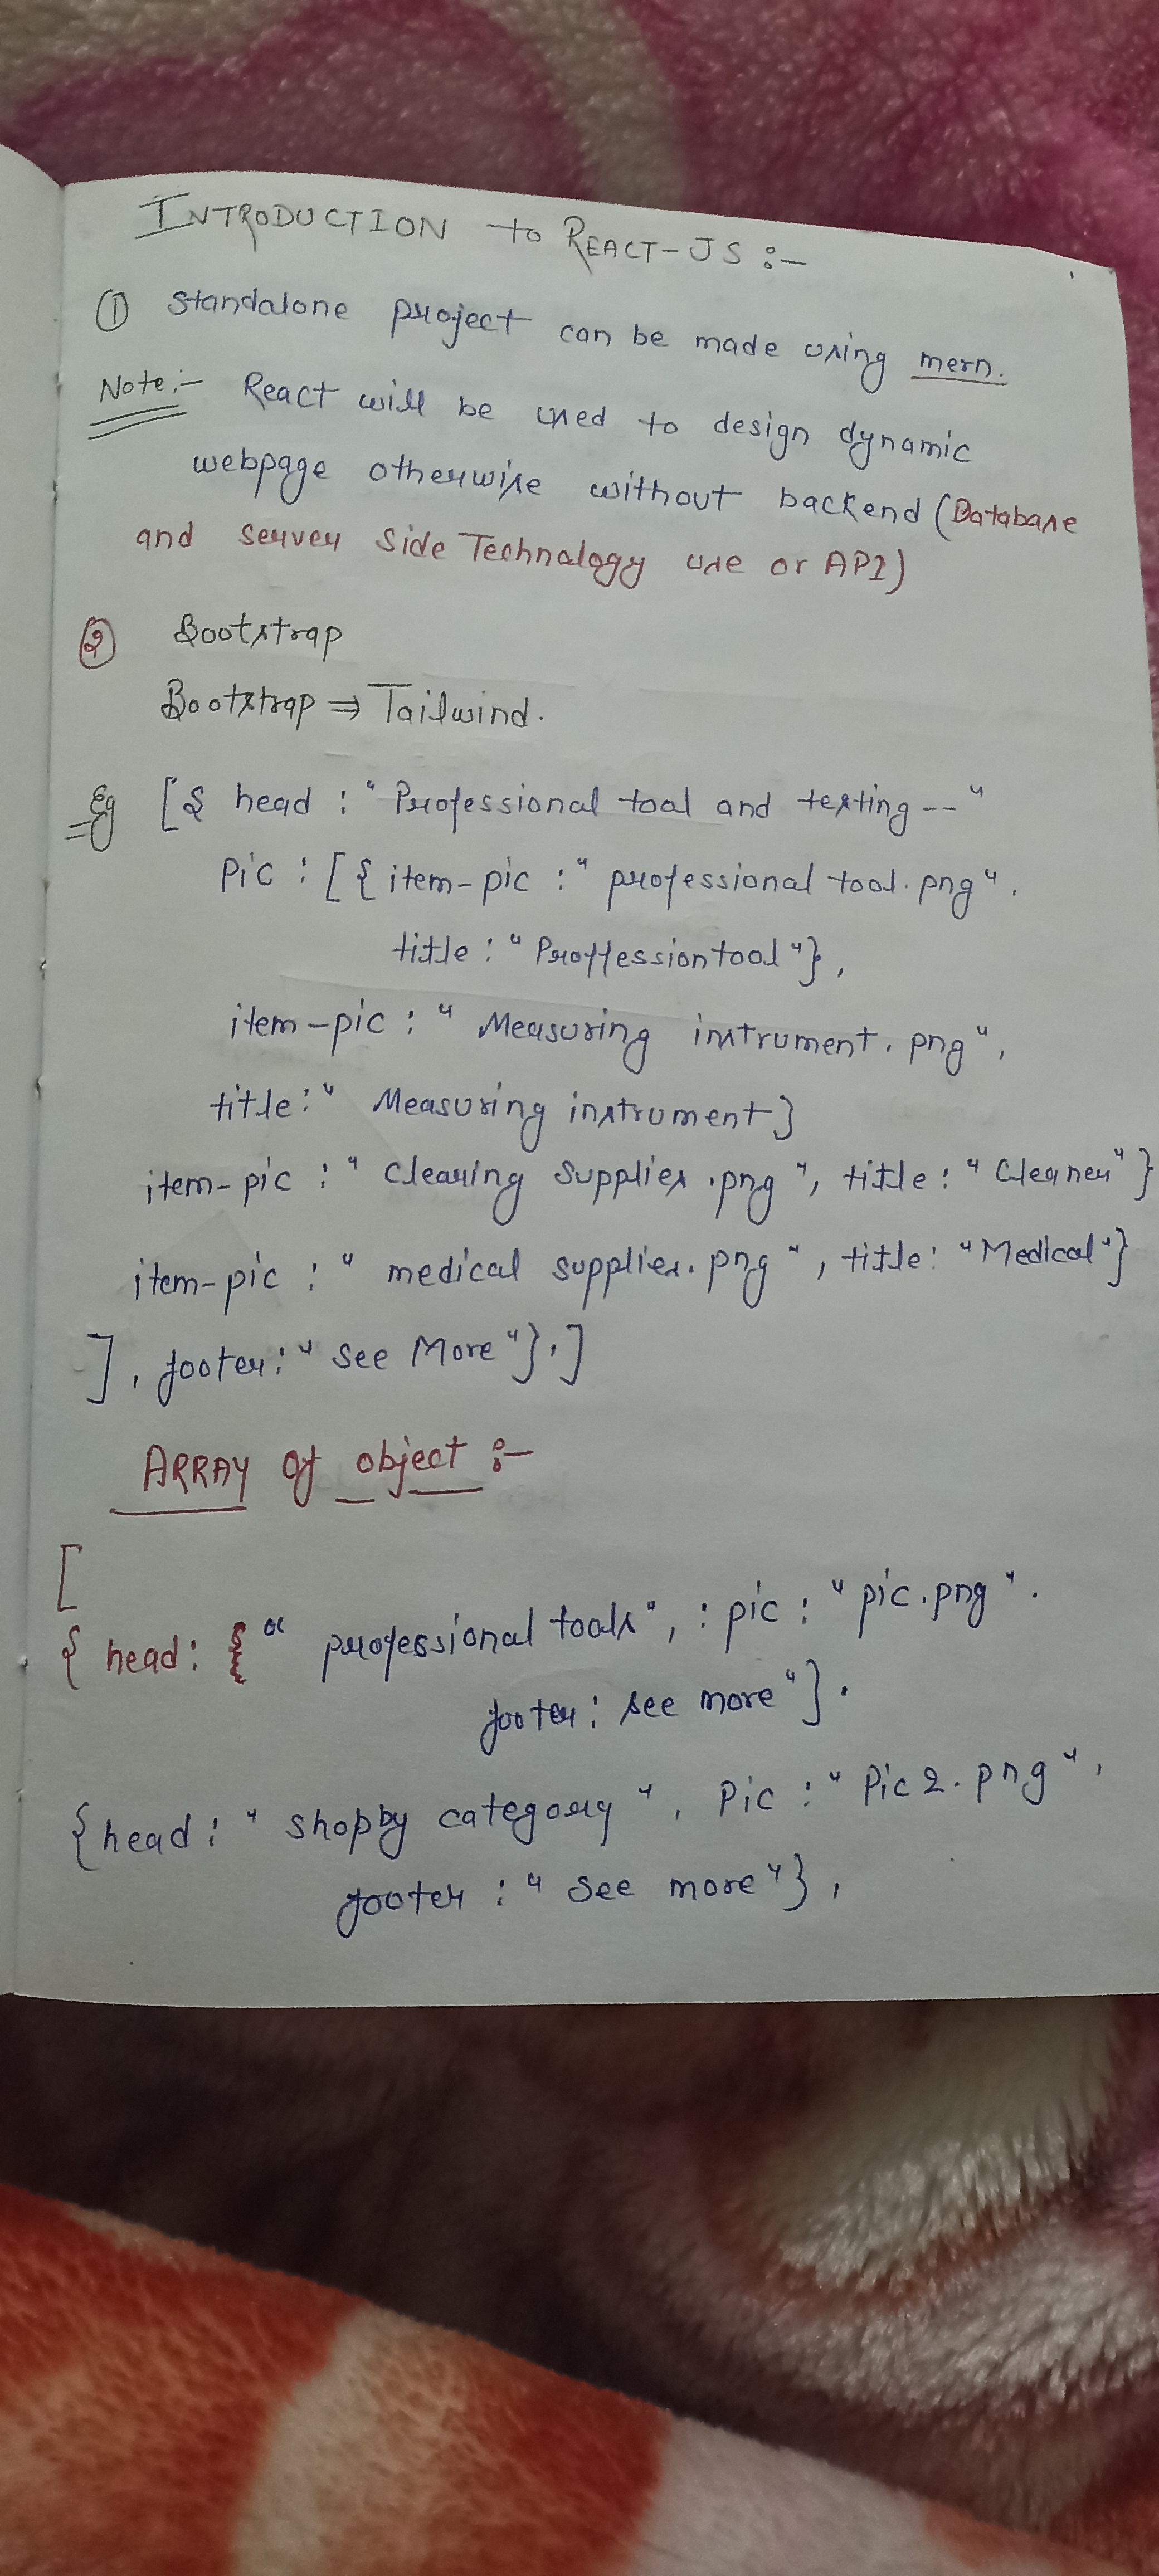 INTRODUCTION to REACT-JS :-
① Standalone project can be made using mern.
Note:- React will be used to design dynamic
webpage otherwise without backend (Database
and server Side Technalogy use or API)
② Bootstrap
Bootstrap ⇒ Tailwind.
Eg [{ head : "Professional tool and testing --"
Pic : [{ item-pic : "professional tool.png".
title : "Proffessiontool"},
item-pic : "Measuring instrument.png",
title: "Measuring instrument}
item-pic : "Clearing Supplies.png", title : "Cleaner"}
item-pic : "medical supplies.png", title: "Medical"}
], footer: "see More"}.]
ARRAY of object :-
[
{ head: " professional tools", : pic : "pic.png".
footer : see more"}.
{head : "shopby category", Pic : "Pic2.png",
footer : "see more"},